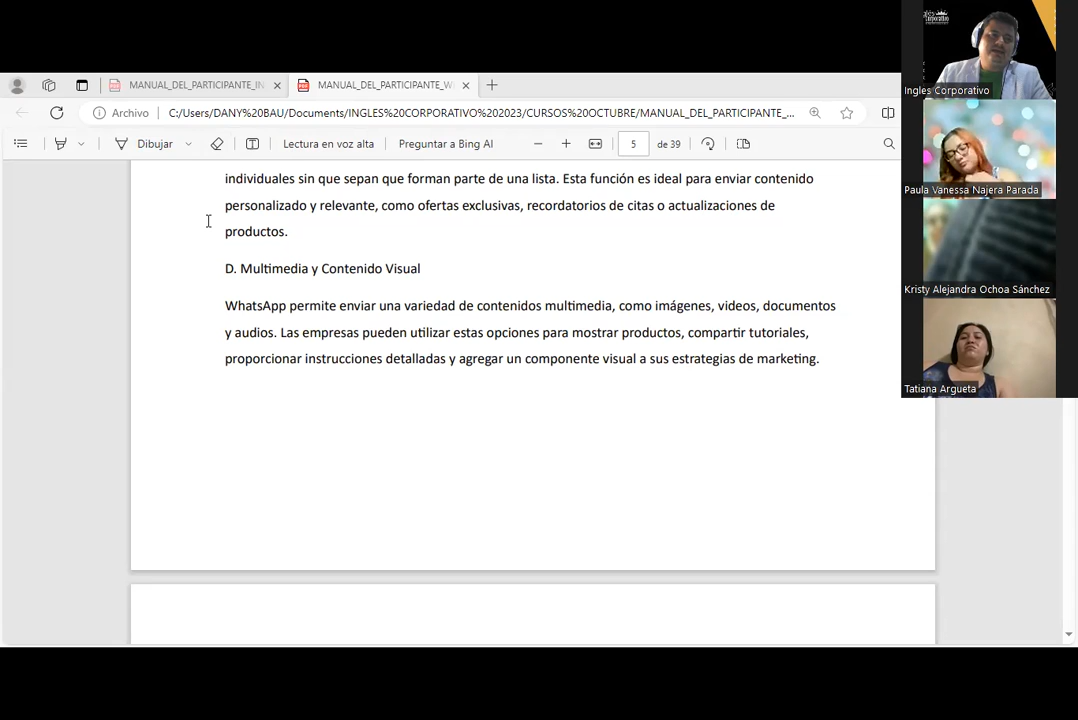 MANUAL_DEL_PARTICIPANTE_IN
MANUAL_DEL_PARTICIPANTE_W
Archivo
C:/Users/DANY%20BAU/Documents/INGLES%20CORPORATIVO%202023/CURSOS%20OCTUBRE/MANUAL_DEL_PARTICIPANTE_...
Dibujar
Lectura en voz alta
Preguntar a Bing AI
5
de 39
individuales sin que sepan que forman parte de una lista. Esta función es ideal para enviar contenido
personalizado y relevante, como ofertas exclusivas, recordatorios de citas o actualizaciones de
productos.
D. Multimedia y Contenido Visual
WhatsApp permite enviar una variedad de contenidos multimedia, como imágenes, videos, documentos
y audios. Las empresas pueden utilizar estas opciones para mostrar productos, compartir tutoriales,
proporcionar instrucciones detalladas y agregar un componente visual a sus estrategias de marketing.
Corporativo
Ingles Corporativo
Paula Vanessa Najera Parada
Kristy Alejandra Ochoa Sánchez
Tatiana Argueta